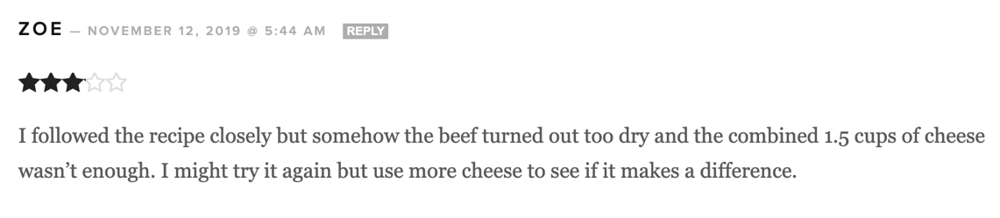 ZOE — NOVEMBER 12, 2019 @ 5:44 AM REPLY
I followed the recipe closely but somehow the beef turned out too dry and the combined 1.5 cups of cheese
wasn’t enough. I might try it again but use more cheese to see if it makes a difference.